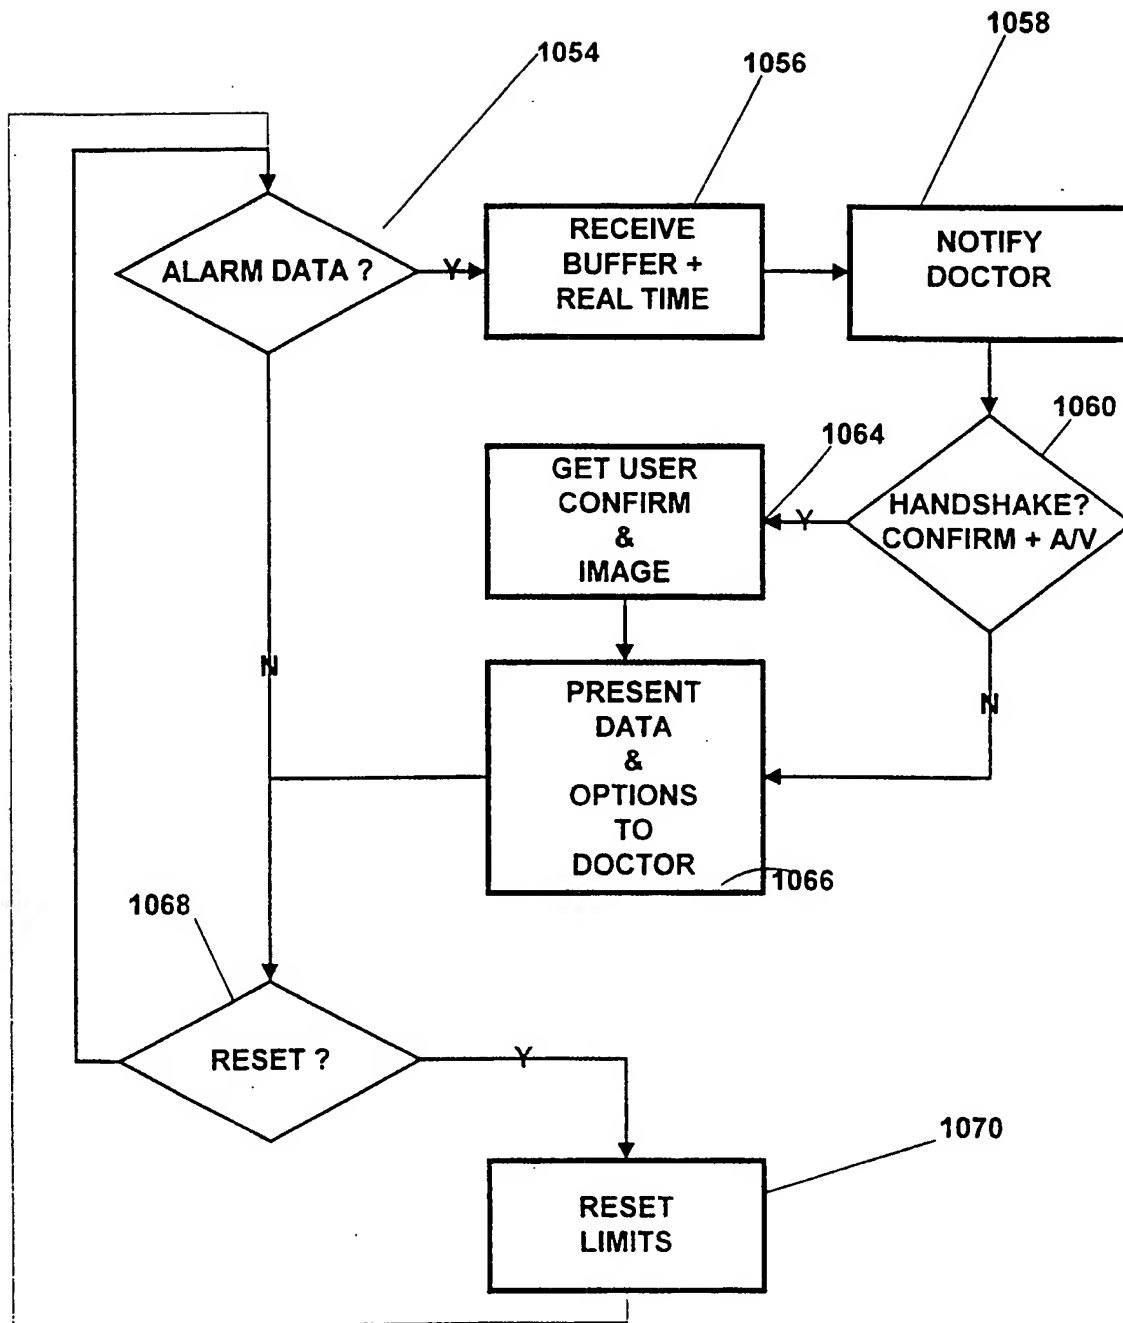 1058
1054
1056
ALARM DATA ?
Y
RECEIVE
BUFFER +
REAL TIME
NOTIFY
DOCTOR
1060
1064
GET USER
CONFIRM
&
IMAGE
Y
HANDSHAKE?
CONFIRM + A/V
N
N
PRESENT
DATA
&
OPTIONS
TO
DOCTOR
1066
1068
RESET ?
Y
1070
RESET
LIMITS